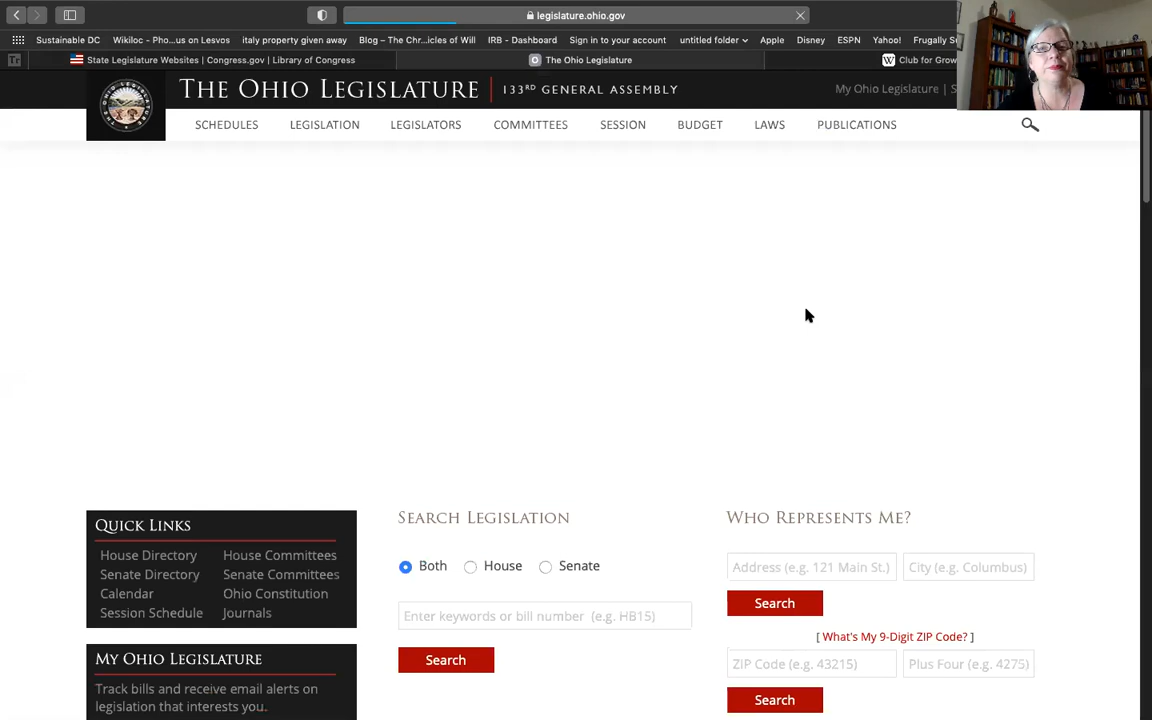 legislature.ohio.gov
Sustainable DC Wikiloc - Pho...us on Lesvos italy property given away Blog – The Chr...icles of Will IRB - Dashboard Sign in to your account untitled folder Apple Disney ESPN Yahoo! Frugally Sc
State Legislature Websites | Congress.gov | Library of Congress The Ohio Legislature W Club for Grow
THE OHIO LEGISLATURE | 133RD GENERAL ASSEMBLY My Ohio Legislature | S
SCHEDULES LEGISLATION LEGISLATORS COMMITTEES SESSION BUDGET LAWS PUBLICATIONS
QUICK LINKS
House Directory House Committees
Senate Directory Senate Committees
Calendar Ohio Constitution
Session Schedule Journals
MY OHIO LEGISLATURE
Track bills and receive email alerts on
legislation that interests you.
SEARCH LEGISLATION
Both House Senate
Enter keywords or bill number (e.g. HB15)
Search
WHO REPRESENTS ME?
Address (e.g. 121 Main St.) City (e.g. Columbus)
Search
[ What's My 9-Digit ZIP Code? ]
ZIP Code (e.g. 43215) Plus Four (e.g. 4275)
Search